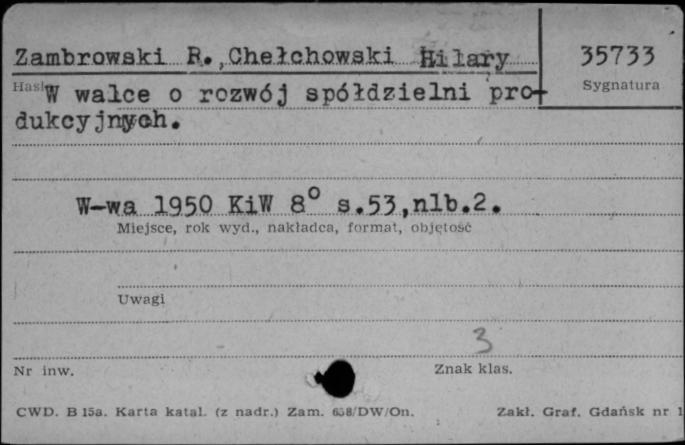 Zambrowski R., Chełchowski Hilary 35733
Hasło Sygnatura
W walce o rozwój spółdzielni pro-
dukcyjnych.
W-wa 1950 KiW 8° s.53,nlb.2.
Miejsce, rok wyd., nakładca, format, objętość
Uwagi
3
Nr inw. Znak klas.
CWD. B 15a. Karta katal. (z nadr.) Zam. 658/DW/On. Zakł. Graf. Gdańsk nr 1